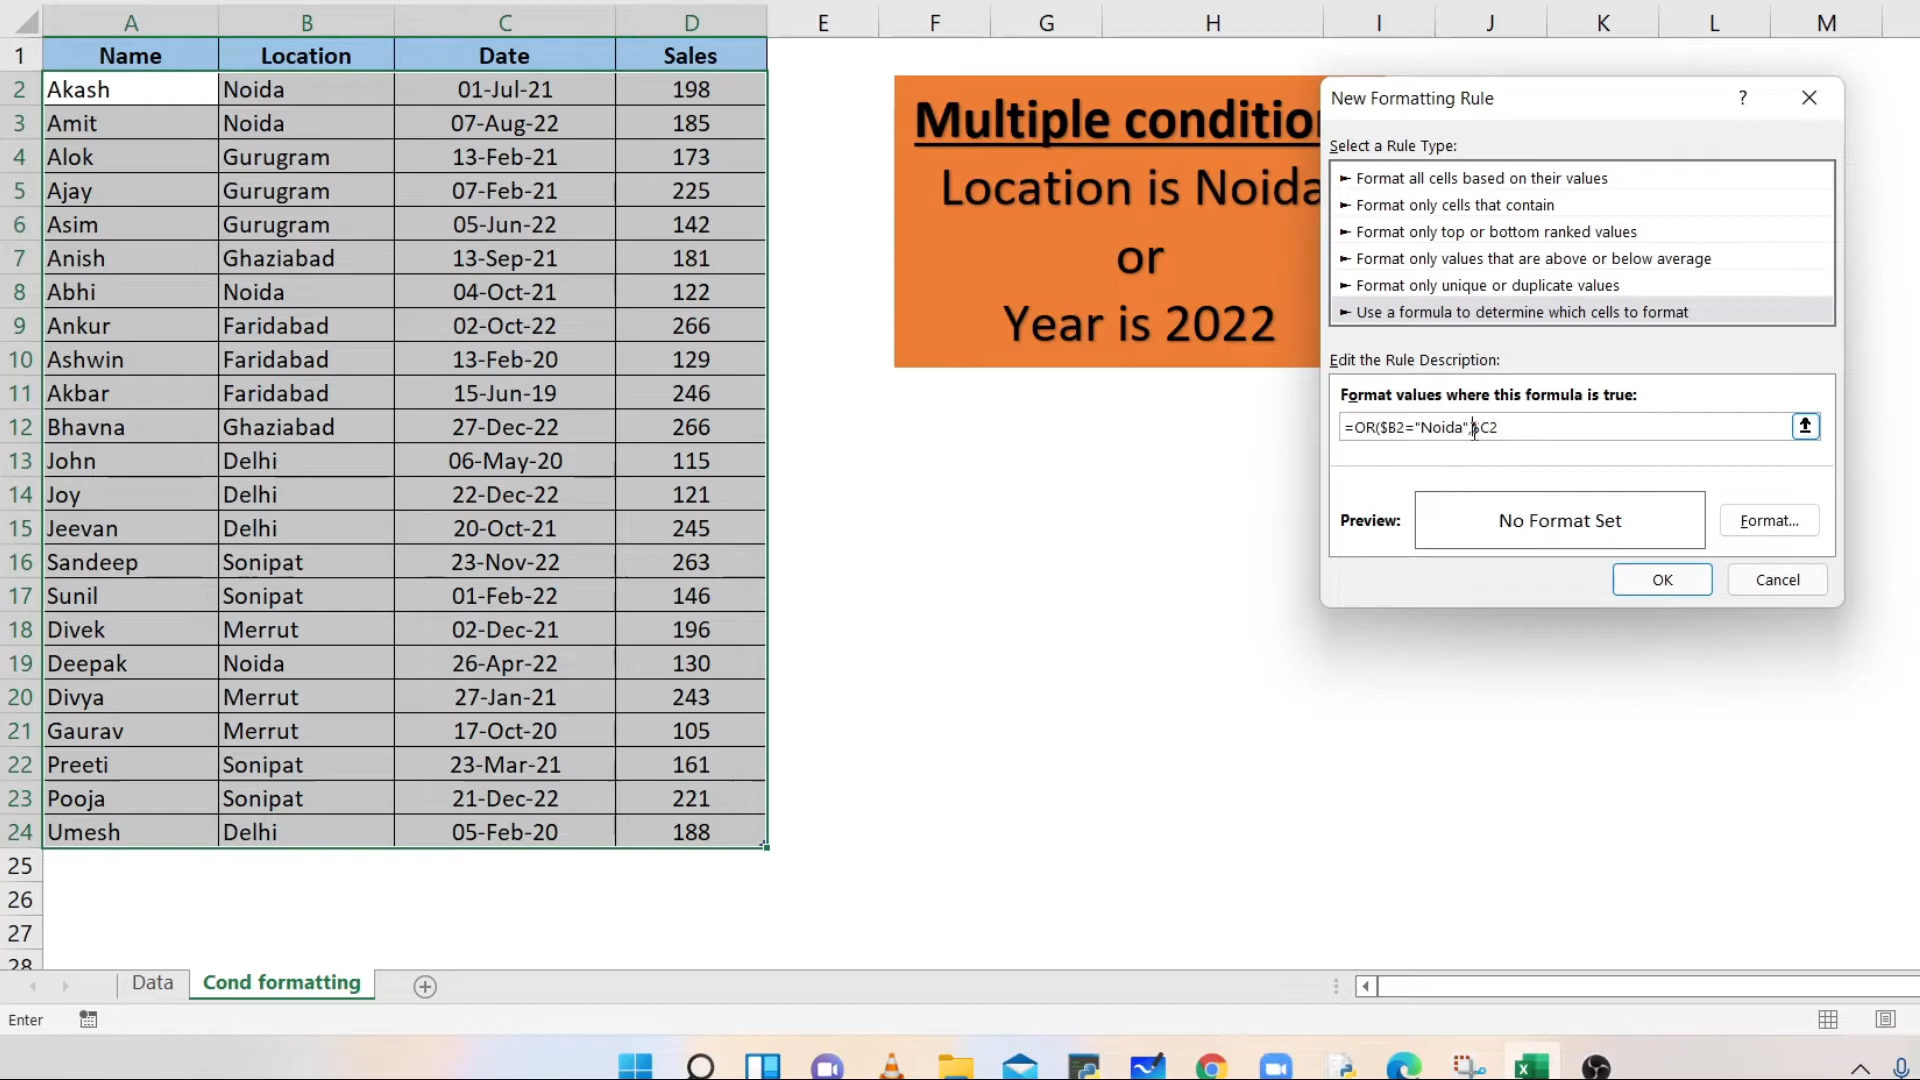 A B C D E F G H I J K L M
1 Name Location Date Sales
2 Akash Noida 01-Jul-21 198
3 Amit Noida 07-Aug-22 185
4 Alok Gurugram 13-Feb-21 173
5 Ajay Gurugram 07-Feb-21 225
6 Asim Gurugram 05-Jun-22 142
7 Anish Ghaziabad 13-Sep-21 181
8 Abhi Noida 04-Oct-21 122
9 Ankur Faridabad 02-Oct-22 266
10 Ashwin Faridabad 13-Feb-20 129
11 Akbar Faridabad 15-Jun-19 246
12 Bhavna Ghaziabad 27-Dec-22 266
13 John Delhi 06-May-20 115
14 Joy Delhi 22-Dec-22 121
15 Jeevan Delhi 20-Oct-21 245
16 Sandeep Sonipat 23-Nov-22 263
17 Sunil Sonipat 01-Feb-22 146
18 Divek Merrut 02-Dec-21 196
19 Deepak Noida 26-Apr-22 130
20 Divya Merrut 27-Jan-21 243
21 Gaurav Merrut 17-Oct-20 105
22 Preeti Sonipat 23-Mar-21 161
23 Pooja Sonipat 21-Dec-22 221
24 Umesh Delhi 05-Feb-20 188
25
26
27
28
Multiple condition
Location is Noida
or
Year is 2022
New Formatting Rule ?
Select a Rule Type:
► Format all cells based on their values
► Format only cells that contain
► Format only top or bottom ranked values
► Format only values that are above or below average
► Format only unique or duplicate values
► Use a formula to determine which cells to format
Edit the Rule Description:
Format values where this formula is true:
=OR($B2="Noida",$C2
Preview: No Format Set Format...
OK Cancel
Data Cond formatting
Enter